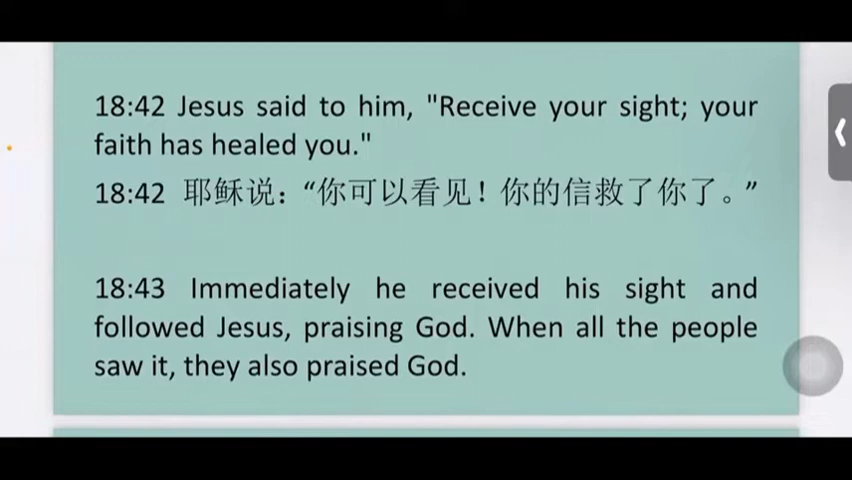 18:42 Jesus said to him, "Receive your sight; your
faith has healed you."
18:42 耶稣说：“你可以看见！你的信救了你了。”
18:43 Immediately he received his sight and
followed Jesus, praising God. When all the people
saw it, they also praised God.